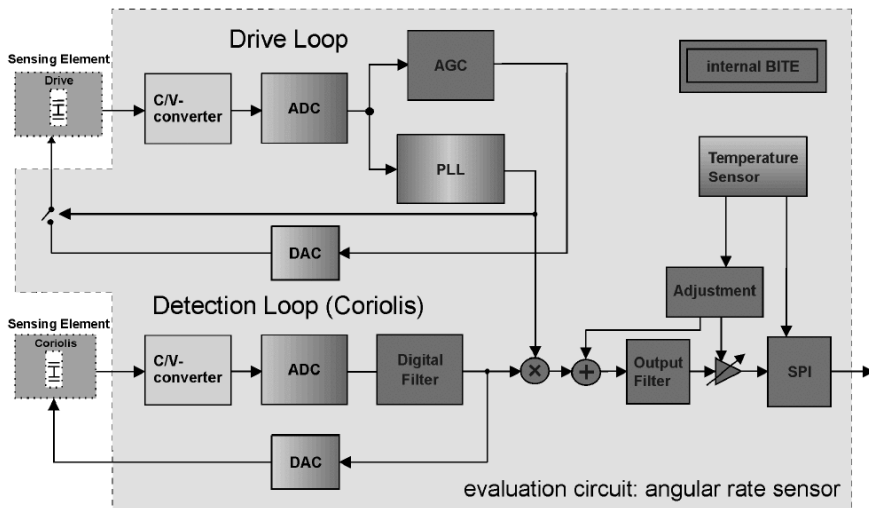 Drive Loop
Sensing Element
Drive
C/V-
converter
ADC
AGC
PLL
internal BITE
Temperature
Sensor
DAC
Adjustment
Detection Loop (Coriolis)
Sensing Element
Coriolis
C/V-
converter
ADC
Digital
Filter
×
+
Output
Filter
SPI
DAC
evaluation circuit: angular rate sensor